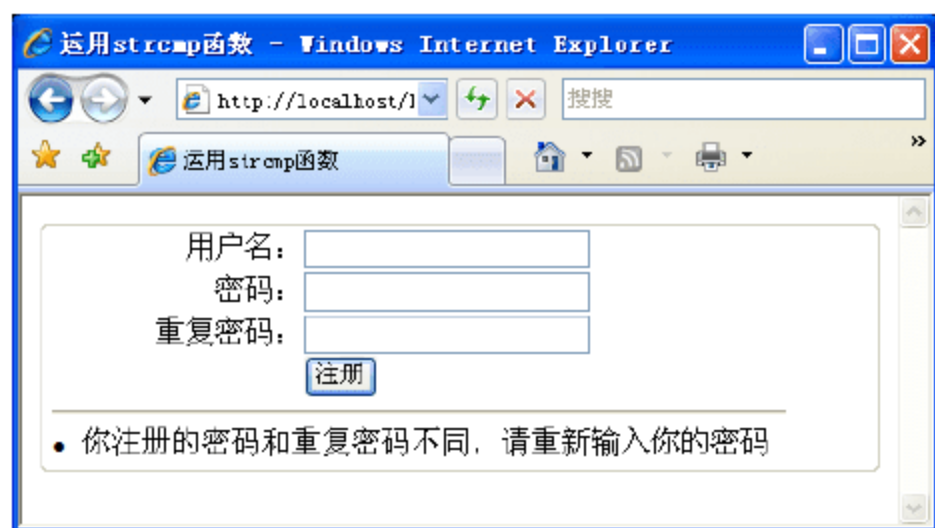 运用strcmp函数 - Windows Internet Explorer
http://localhost/1
搜搜
运用strcmp函数
用户名：
密码：
重复密码：
注册
你注册的密码和重复密码不同，请重新输入你的密码